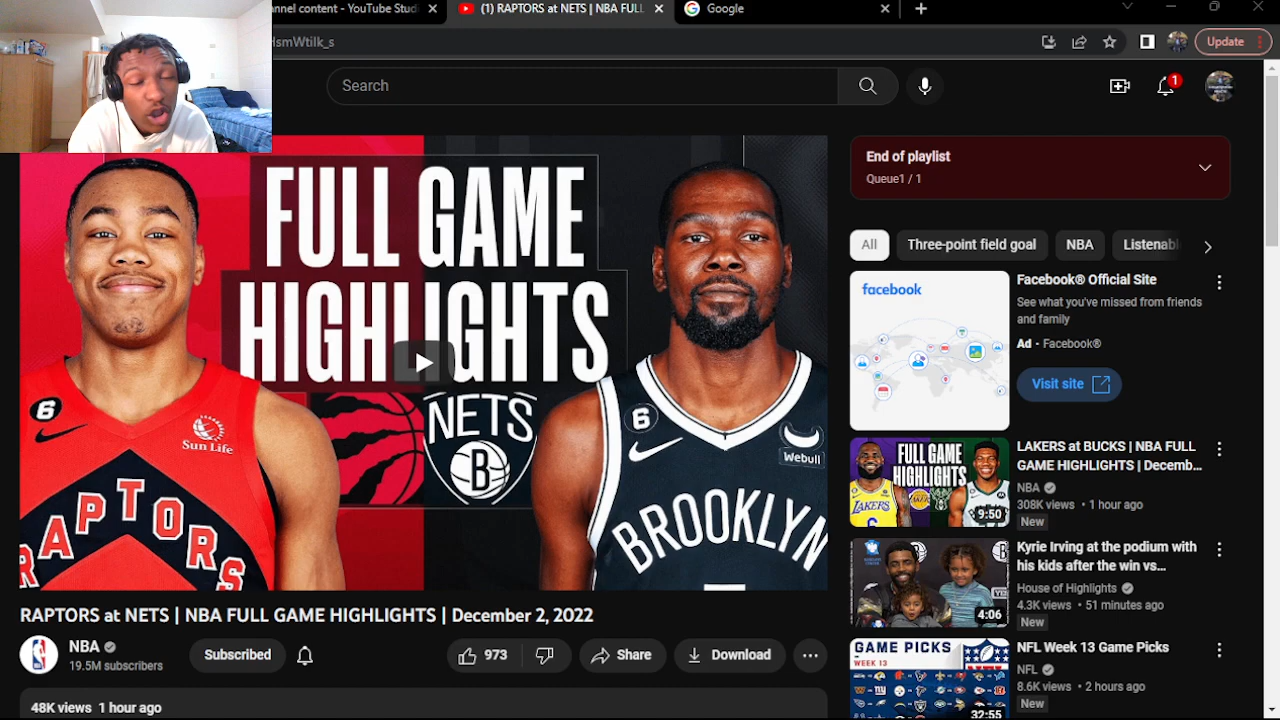 nnel content - YouTube Stud
(1) RAPTORS at NETS | NBA FULL
Google
lsmWtilk_s
Update
Search
1
FULL GAME
HIGHLIGHTS
NETS
B
6
Sun Life
RAPTORS
6
Webull
BROOKLYN
RAPTORS at NETS | NBA FULL GAME HIGHLIGHTS | December 2, 2022
NBA
19.5M subscribers
Subscribed
973
Share
Download
48K views 1 hour ago
End of playlist
Queue1 / 1
All
Three-point field goal
NBA
Listenabl
facebook
Facebook® Official Site
See what you've missed from friends
and family
Ad · Facebook®
Visit site
FULL GAME
HIGHLIGHTS
LAKERS
6
9:50
LAKERS at BUCKS | NBA FULL
GAME HIGHLIGHTS | Decemb...
NBA
308K views · 1 hour ago
New
4:06
Kyrie Irving at the podium with
his kids after the win vs...
House of Highlights
4.3K views · 51 minutes ago
New
GAME PICKS
WEEK 13
NFL
32:55
NFL Week 13 Game Picks
NFL
8.6K views · 2 hours ago
New